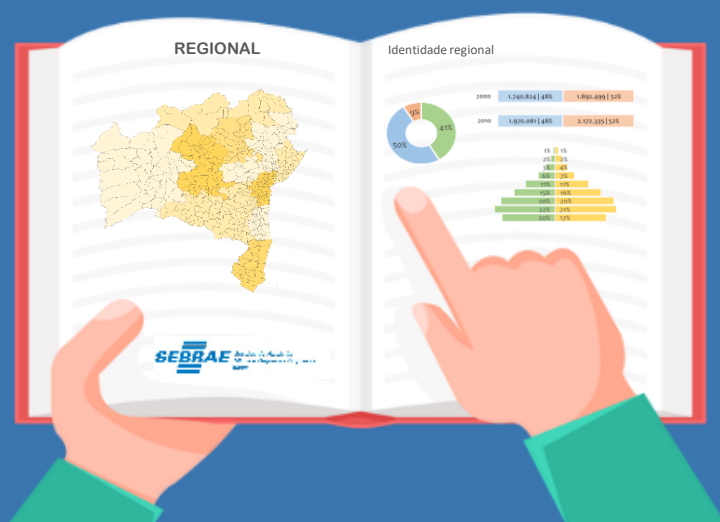 REGIONAL
SEBRAE
Identidade regional
9%
41%
50%
2000 1.740.824 | 48% 1.892.499 | 52%
2010 1.970.081 | 48% 2.172.335 | 52%
1% 1%
2% 2%
3% 4%
6% 7%
11% 11%
15% 16%
20% 20%
22% 21%
20% 17%